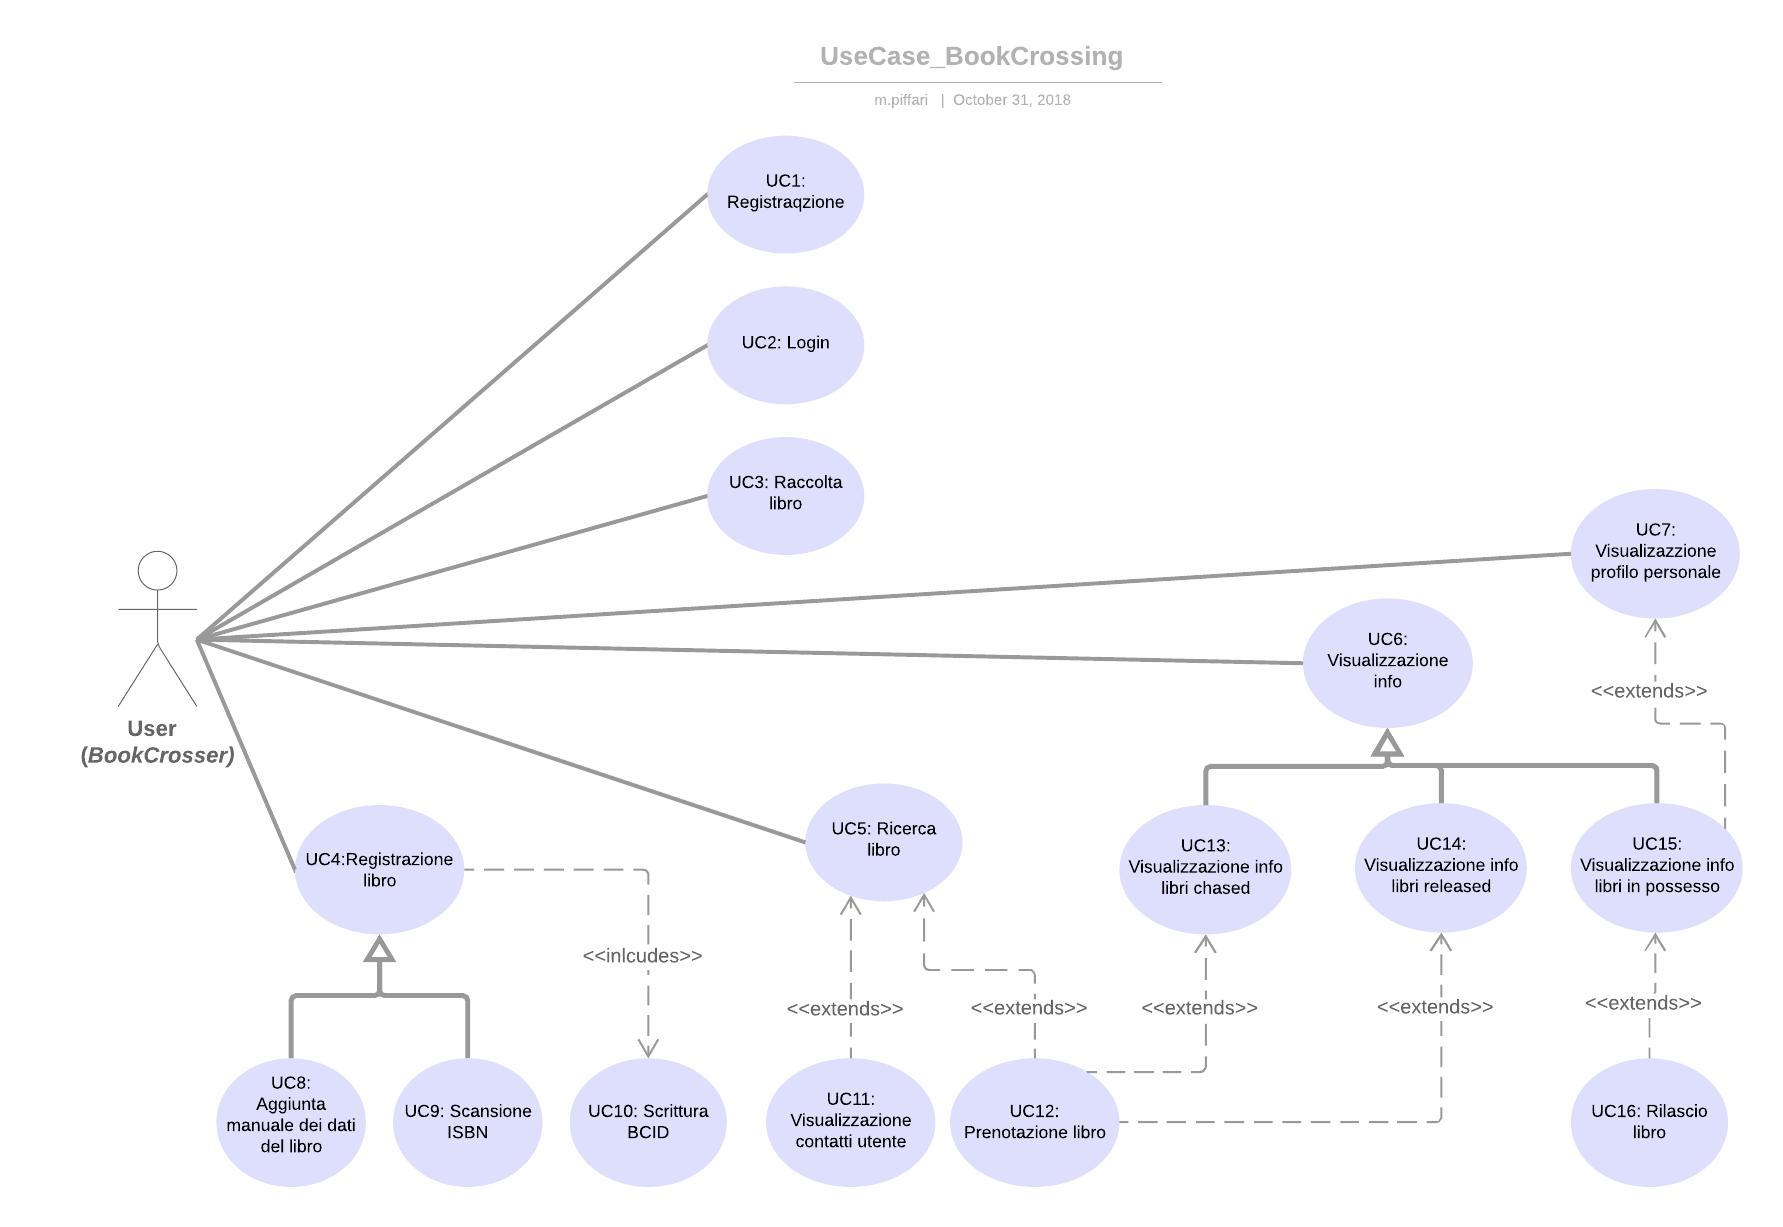 UseCase_BookCrossing
m.piffari | October 31, 2018
UC1:
Registraqzione
UC2: Login
UC3: Raccolta
libro
UC7:
Visualizazzione
profilo personale
UC6:
Visualizzazione
info
<<extends>>
User
(BookCrosser)
UC4:Registrazione
libro
UC5: Ricerca
libro
UC13:
Visualizzazione info
libri chased
UC14:
Visualizzazione info
libri released
UC15:
Visualizzazione info
libri in possesso
<<inlcudes>>
<<extends>>
<<extends>>
<<extends>>
<<extends>>
<<extends>>
UC8:
Aggiunta
manuale dei dati
del libro
UC9: Scansione
ISBN
UC10: Scrittura
BCID
UC11:
Visualizzazione
contatti utente
UC12:
Prenotazione libro
UC16: Rilascio
libro